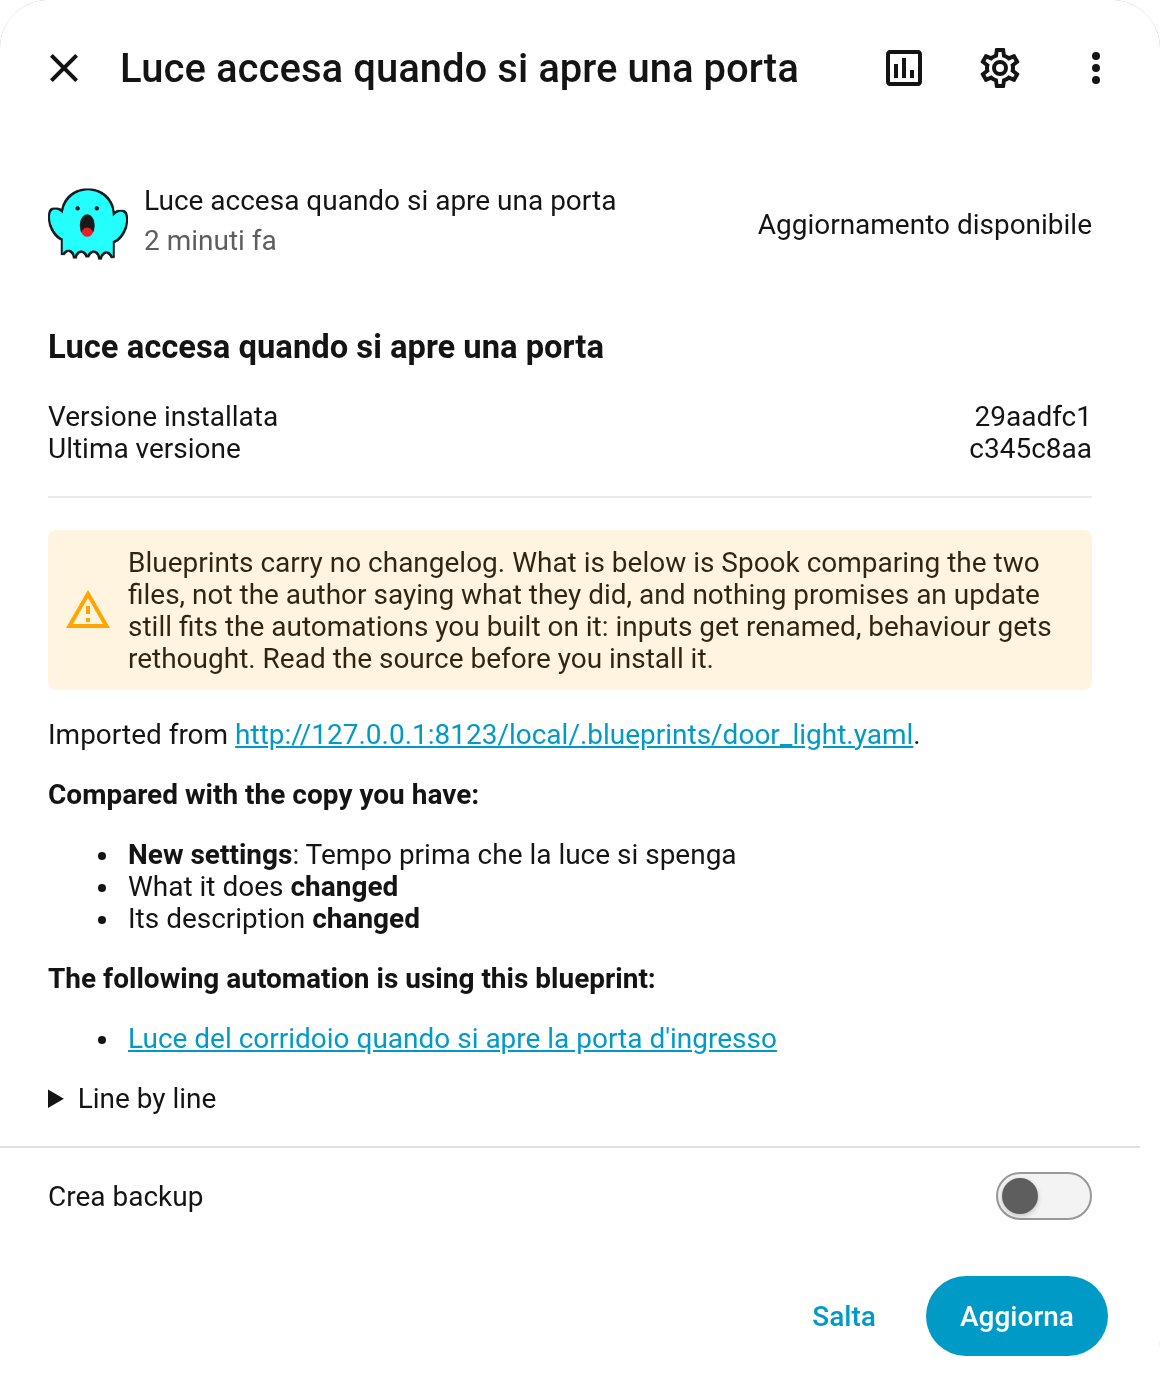 Luce accesa quando si apre una porta
Luce accesa quando si apre una porta
2 minuti fa
Aggiornamento disponibile
Luce accesa quando si apre una porta
Versione installata 29aadfc1
Ultima versione c345c8aa
Blueprints carry no changelog. What is below is Spook comparing the two
files, not the author saying what they did, and nothing promises an update
still fits the automations you built on it: inputs get renamed, behaviour gets
rethought. Read the source before you install it.
Imported from http://127.0.0.1:8123/local/.blueprints/door_light.yaml.
Compared with the copy you have:
• New settings: Tempo prima che la luce si spenga
• What it does changed
• Its description changed
The following automation is using this blueprint:
• Luce del corridoio quando si apre la porta d'ingresso
Line by line
Crea backup
Salta
Aggiorna